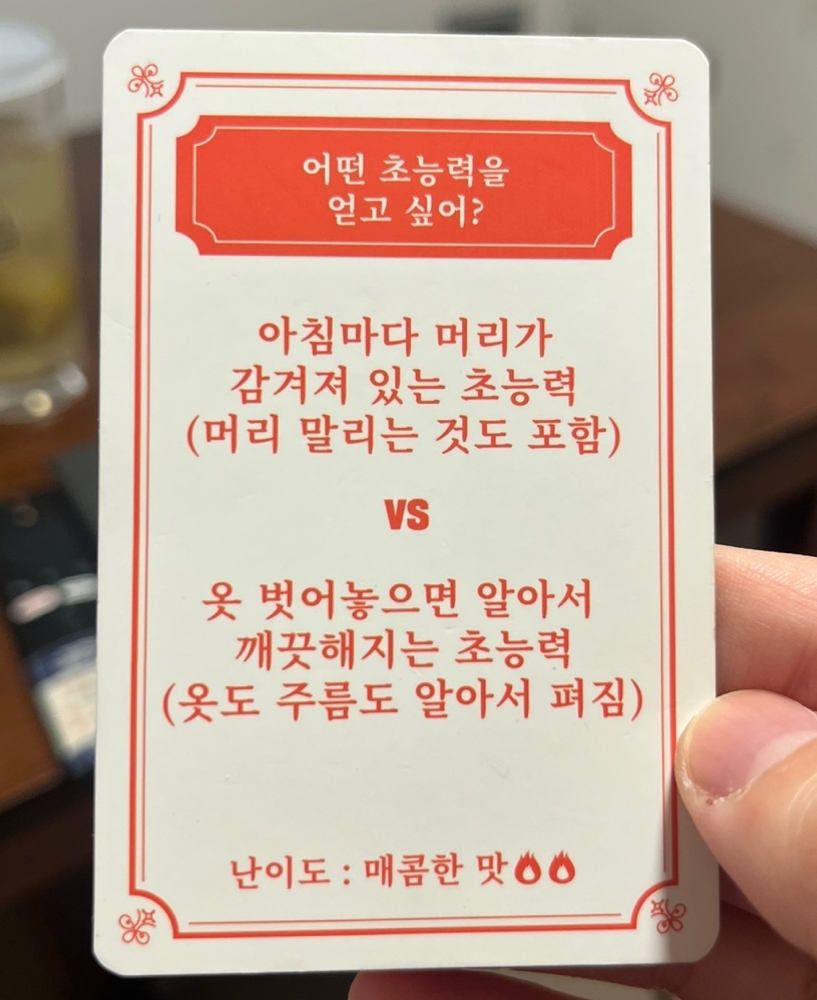 어떤 초능력을
얻고 싶어?
아침마다 머리가
감겨져 있는 초능력
(머리 말리는 것도 포함)
VS
옷 벗어놓으면 알아서
깨끗해지는 초능력
(옷도 주름도 알아서 펴짐)
난이도 : 매콤한 맛🔥🔥